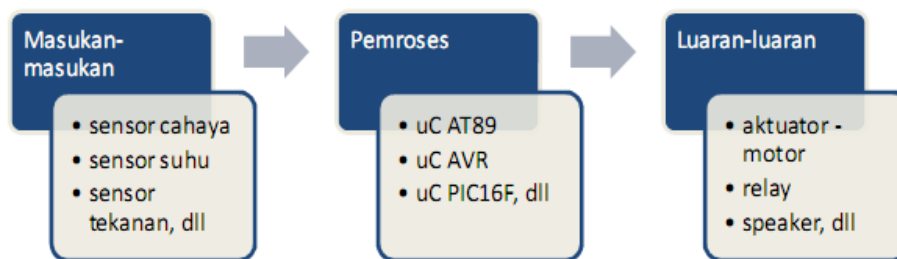 Masukan-
masukan
• sensor cahaya
• sensor suhu
• sensor
tekanan, dll
Pemroses
• uC AT89
• uC AVR
• uC PIC16F, dll
Luaran-luaran
• aktuator -
motor
• relay
• speaker, dll